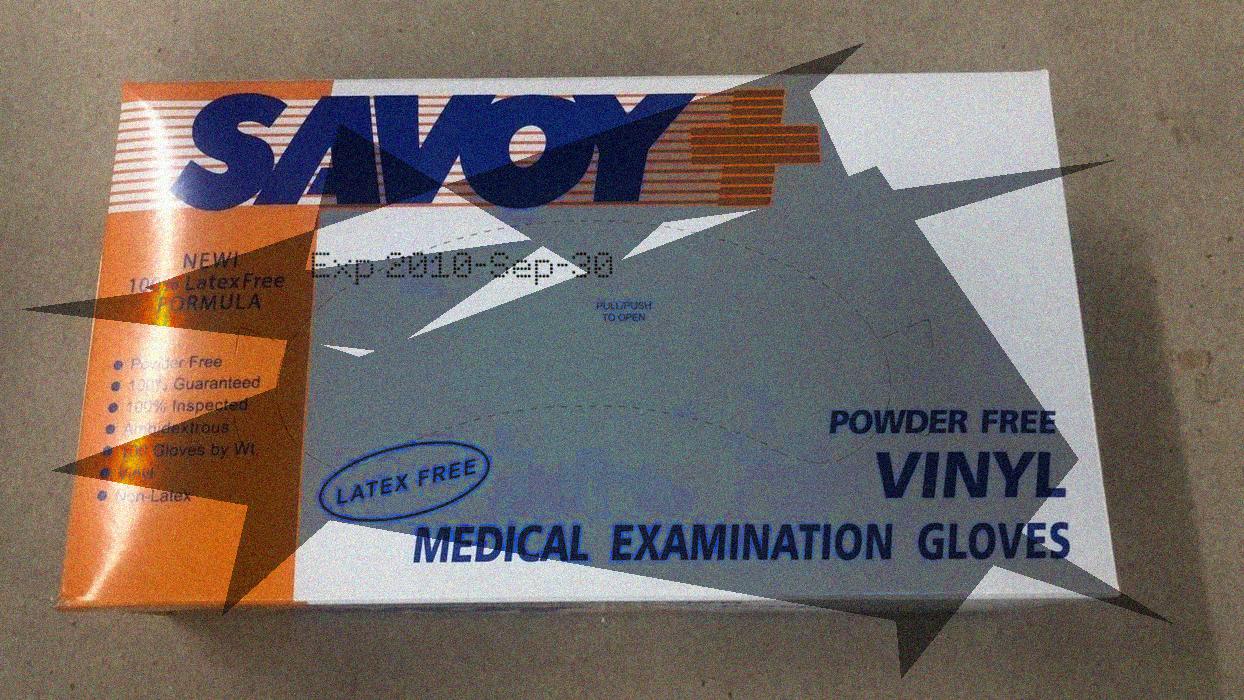 SAVOY
NEW!
100% Latex Free
FORMULA
Exp 2010-Sep-30
PULL/PUSH
TO OPEN
Powder Free
100% Guaranteed
100% Inspected
Ambidextrous
Gloves by Wt.
Non-Latex
LATEX FREE
POWDER FREE
VINYL
MEDICAL EXAMINATION GLOVES